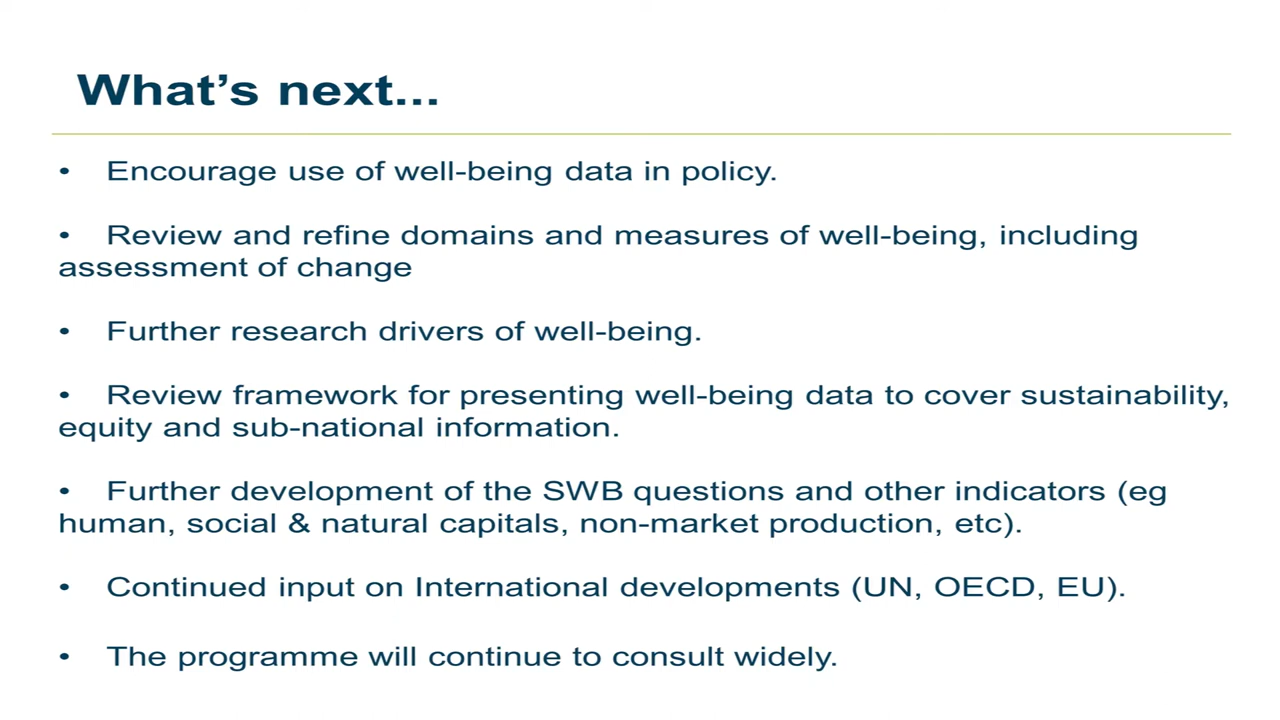 What’s next...
• Encourage use of well-being data in policy.
• Review and refine domains and measures of well-being, including
assessment of change
• Further research drivers of well-being.
• Review framework for presenting well-being data to cover sustainability,
equity and sub-national information.
• Further development of the SWB questions and other indicators (eg
human, social & natural capitals, non-market production, etc).
• Continued input on International developments (UN, OECD, EU).
• The programme will continue to consult widely.